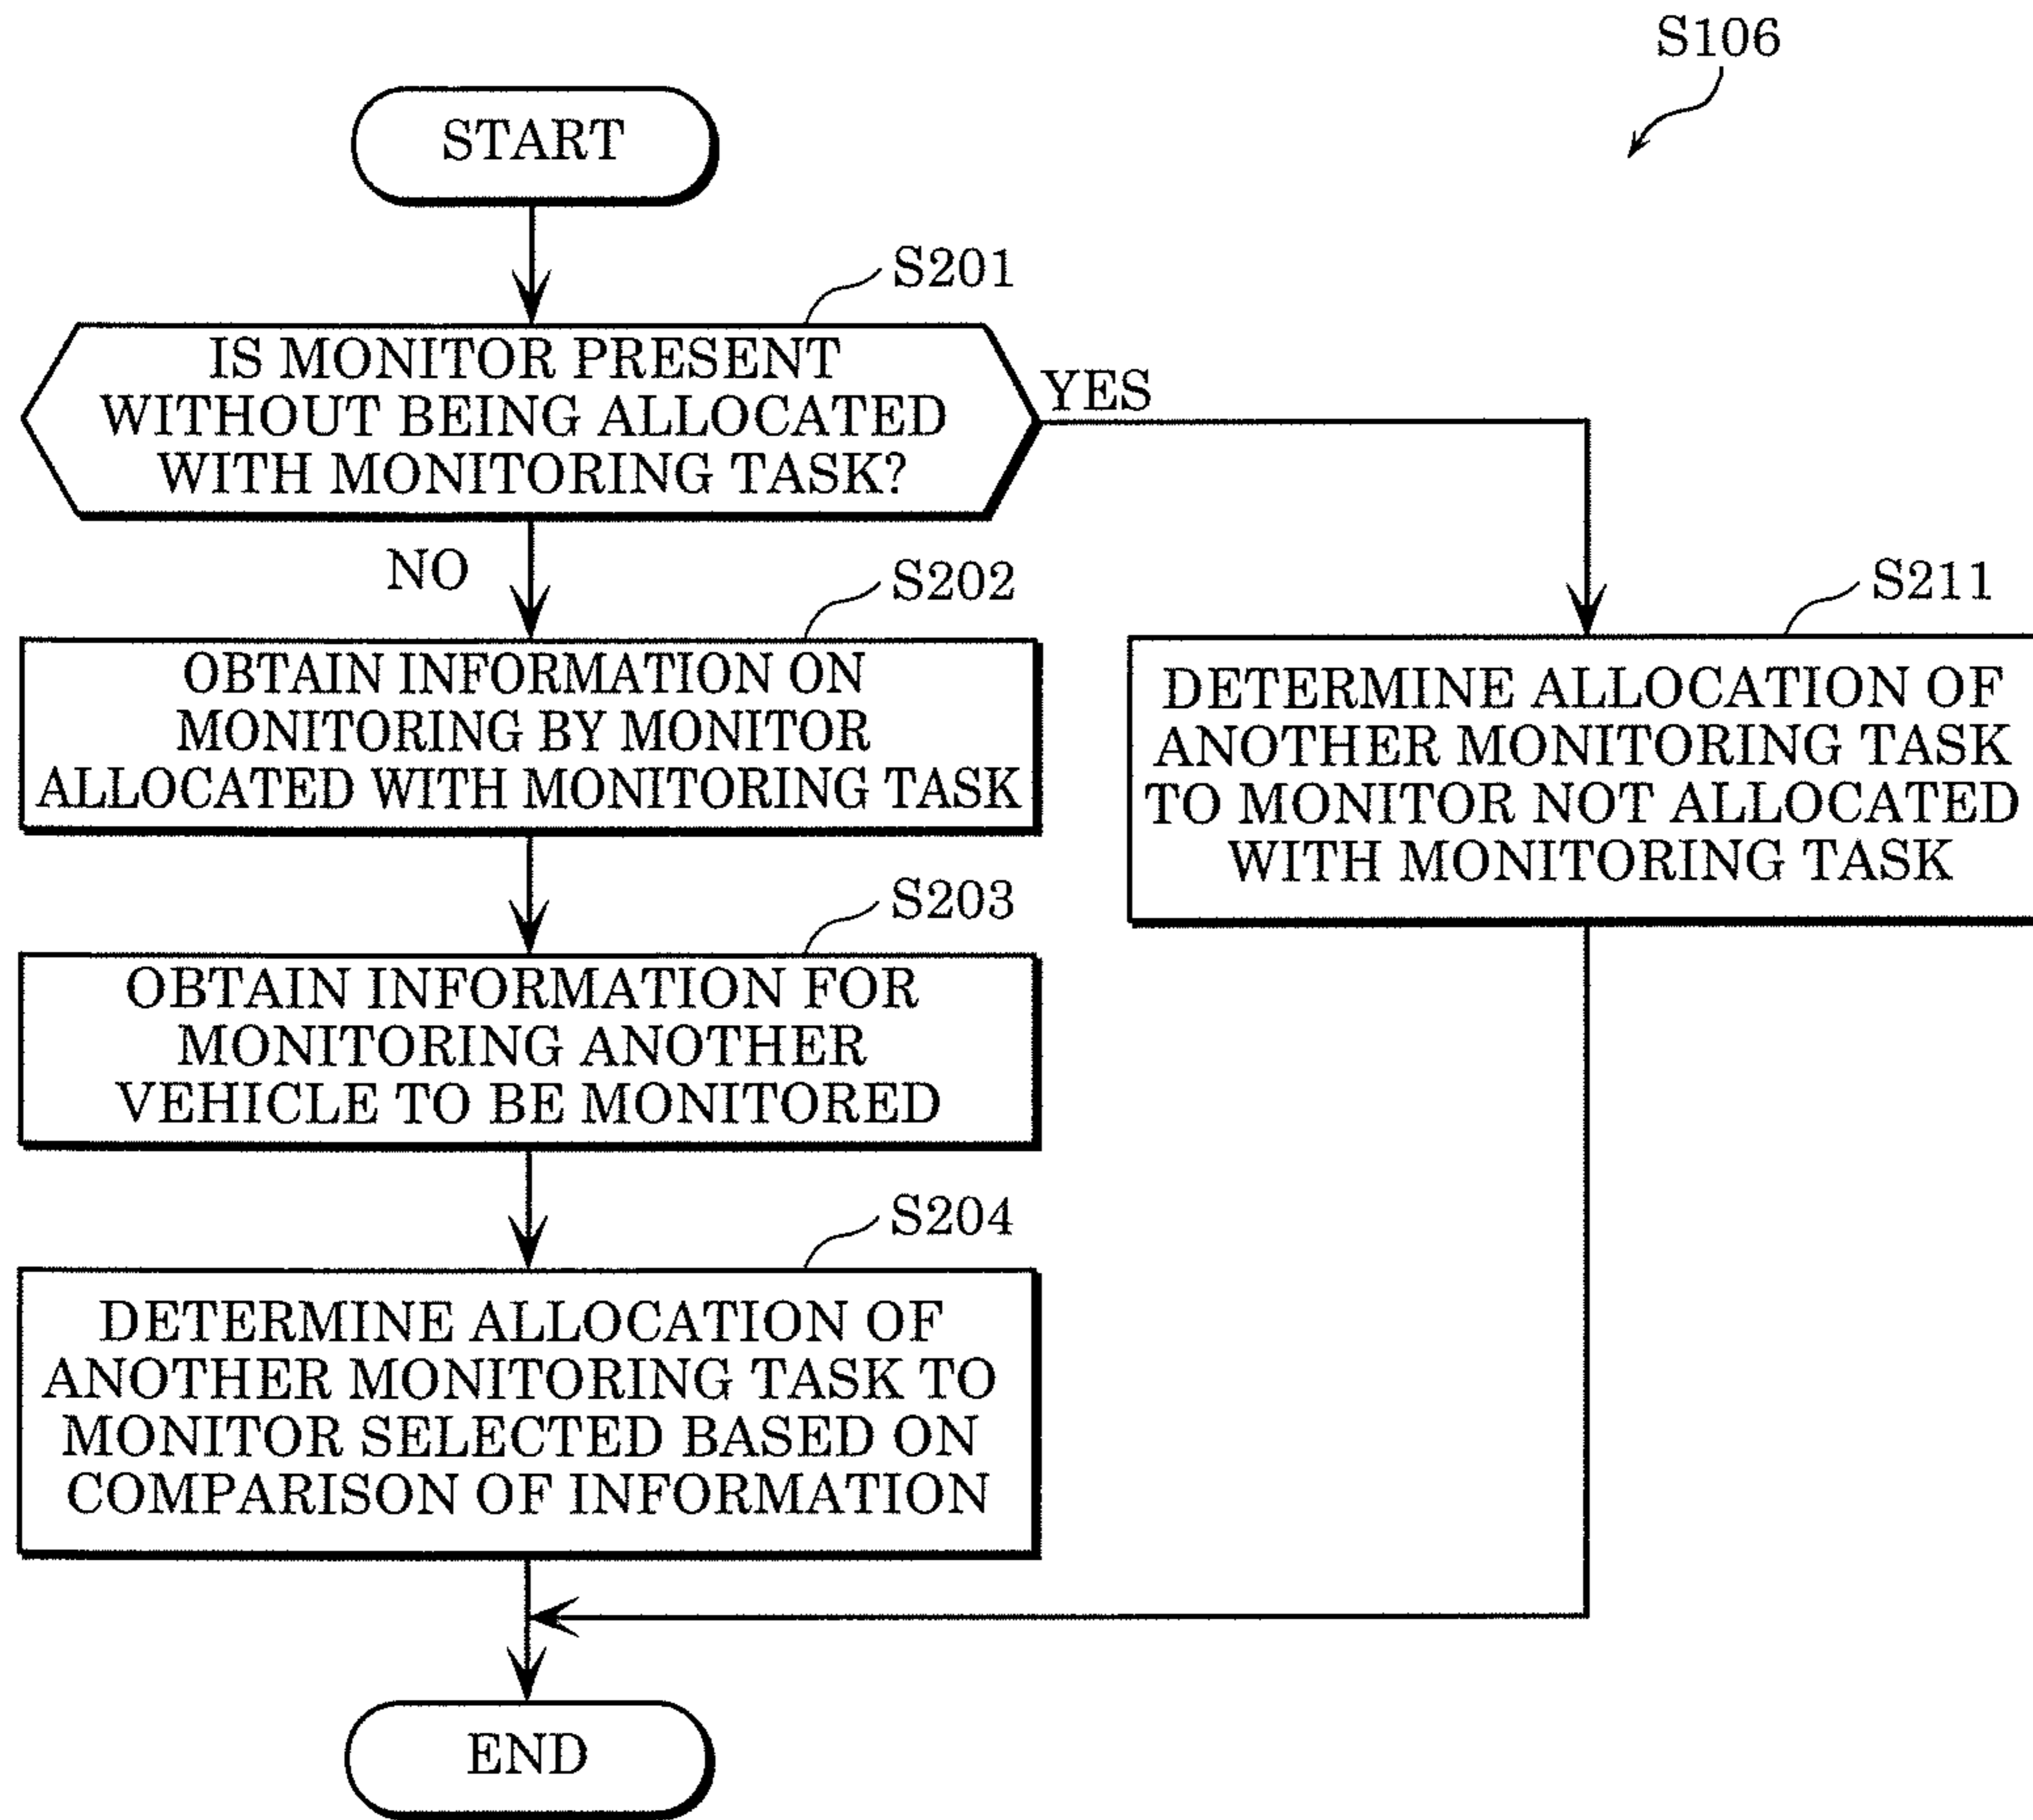 S106
START
S201
IS MONITOR PRESENT
WITHOUT BEING ALLOCATED
WITH MONITORING TASK?
YES
NO
S202
OBTAIN INFORMATION ON
MONITORING BY MONITOR
ALLOCATED WITH MONITORING TASK
S211
DETERMINE ALLOCATION OF
ANOTHER MONITORING TASK
TO MONITOR NOT ALLOCATED
WITH MONITORING TASK
S203
OBTAIN INFORMATION FOR
MONITORING ANOTHER
VEHICLE TO BE MONITORED
S204
DETERMINE ALLOCATION OF
ANOTHER MONITORING TASK TO
MONITOR SELECTED BASED ON
COMPARISON OF INFORMATION
END